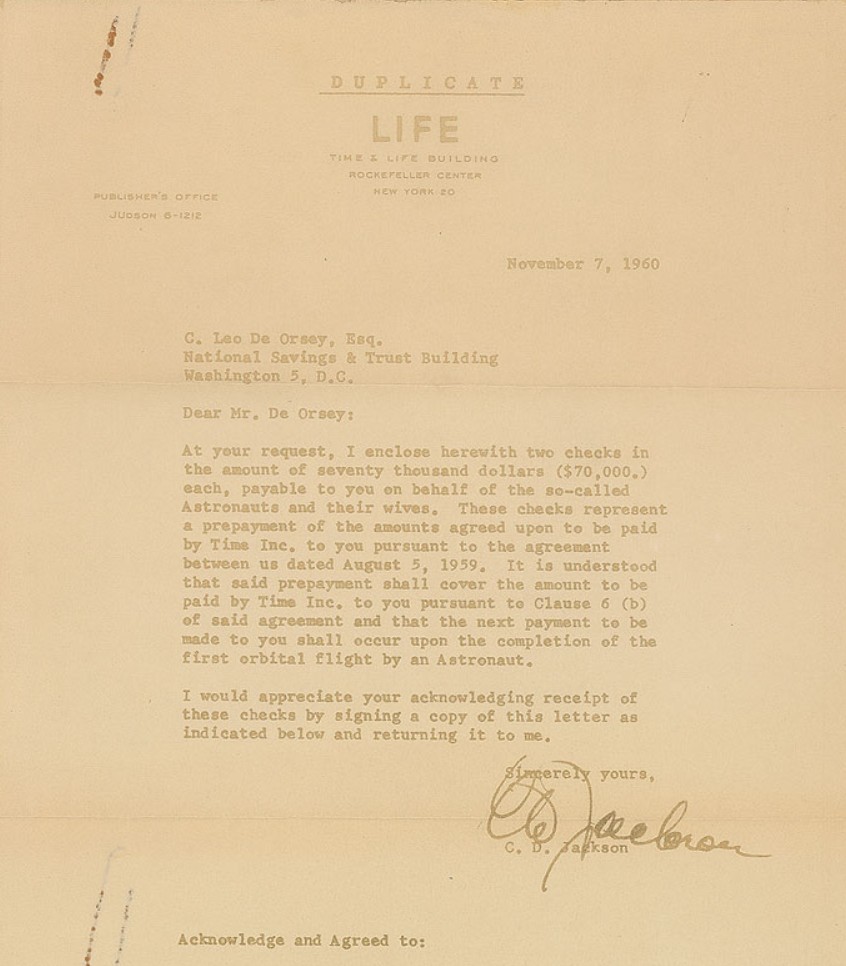 DUPLICATE
LIFE
TIME & LIFE BUILDING
ROCKEFELLER CENTER
NEW YORK 20
PUBLISHER'S OFFICE
JUDSON 6-1212
November 7, 1960
C. Leo De Orsey, Esq.
National Savings & Trust Building
Washington 5, D.C.
Dear Mr. De Orsey:
At your request, I enclose herewith two checks in
the amount of seventy thousand dollars ($70,000.)
each, payable to you on behalf of the so-called
Astronauts and their wives. These checks represent
a prepayment of the amounts agreed upon to be paid
by Time Inc. to you pursuant to the agreement
between us dated August 5, 1959. It is understood
that said prepayment shall cover the amount to be
paid by Time Inc. to you pursuant to Clause 6 (b)
of said agreement and that the next payment to be
made to you shall occur upon the completion of the
first orbital flight by an Astronaut.
I would appreciate your acknowledging receipt of
these checks by signing a copy of this letter as
indicated below and returning it to me.
Sincerely yours,
CD Jackson
C. D. Jackson
Acknowledge and Agreed to: